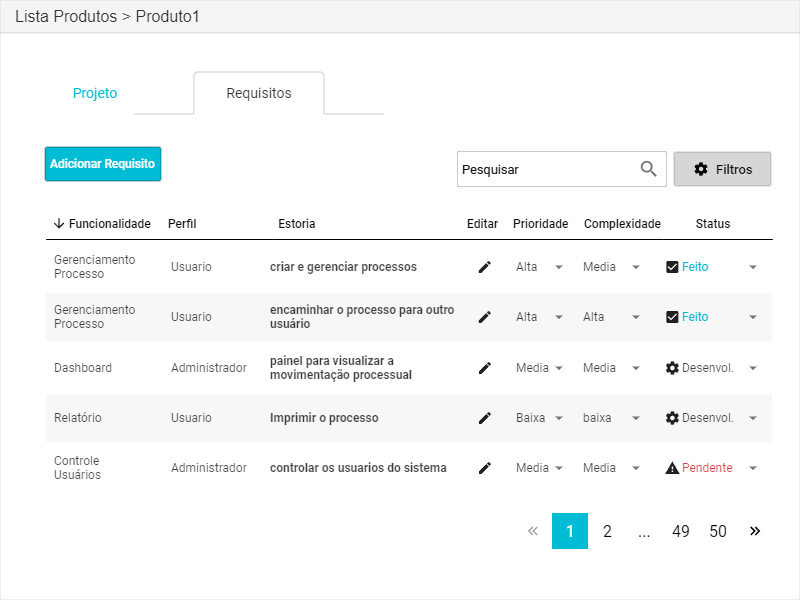 Lista Produtos > Produto1
Projeto
Requisitos
Adicionar Requisito
Pesquisar
Filtros
Funcionalidade Perfil Estoria Editar Prioridade Complexidade Status
Gerenciamento
Processo
Usuario
criar e gerenciar processos
Alta
Media
Feito
Gerenciamento
Processo
Usuario
encaminhar o processo para outro
usuário
Alta
Alta
Feito
Dashboard
Administrador
painel para visualizar a
movimentação processual
Media
Media
Desenvol.
Relatório
Usuario
Imprimir o processo
Baixa
baixa
Desenvol.
Controle
Usuários
Administrador
controlar os usuarios do sistema
Media
Media
Pendente
« 1 2 ... 49 50 »